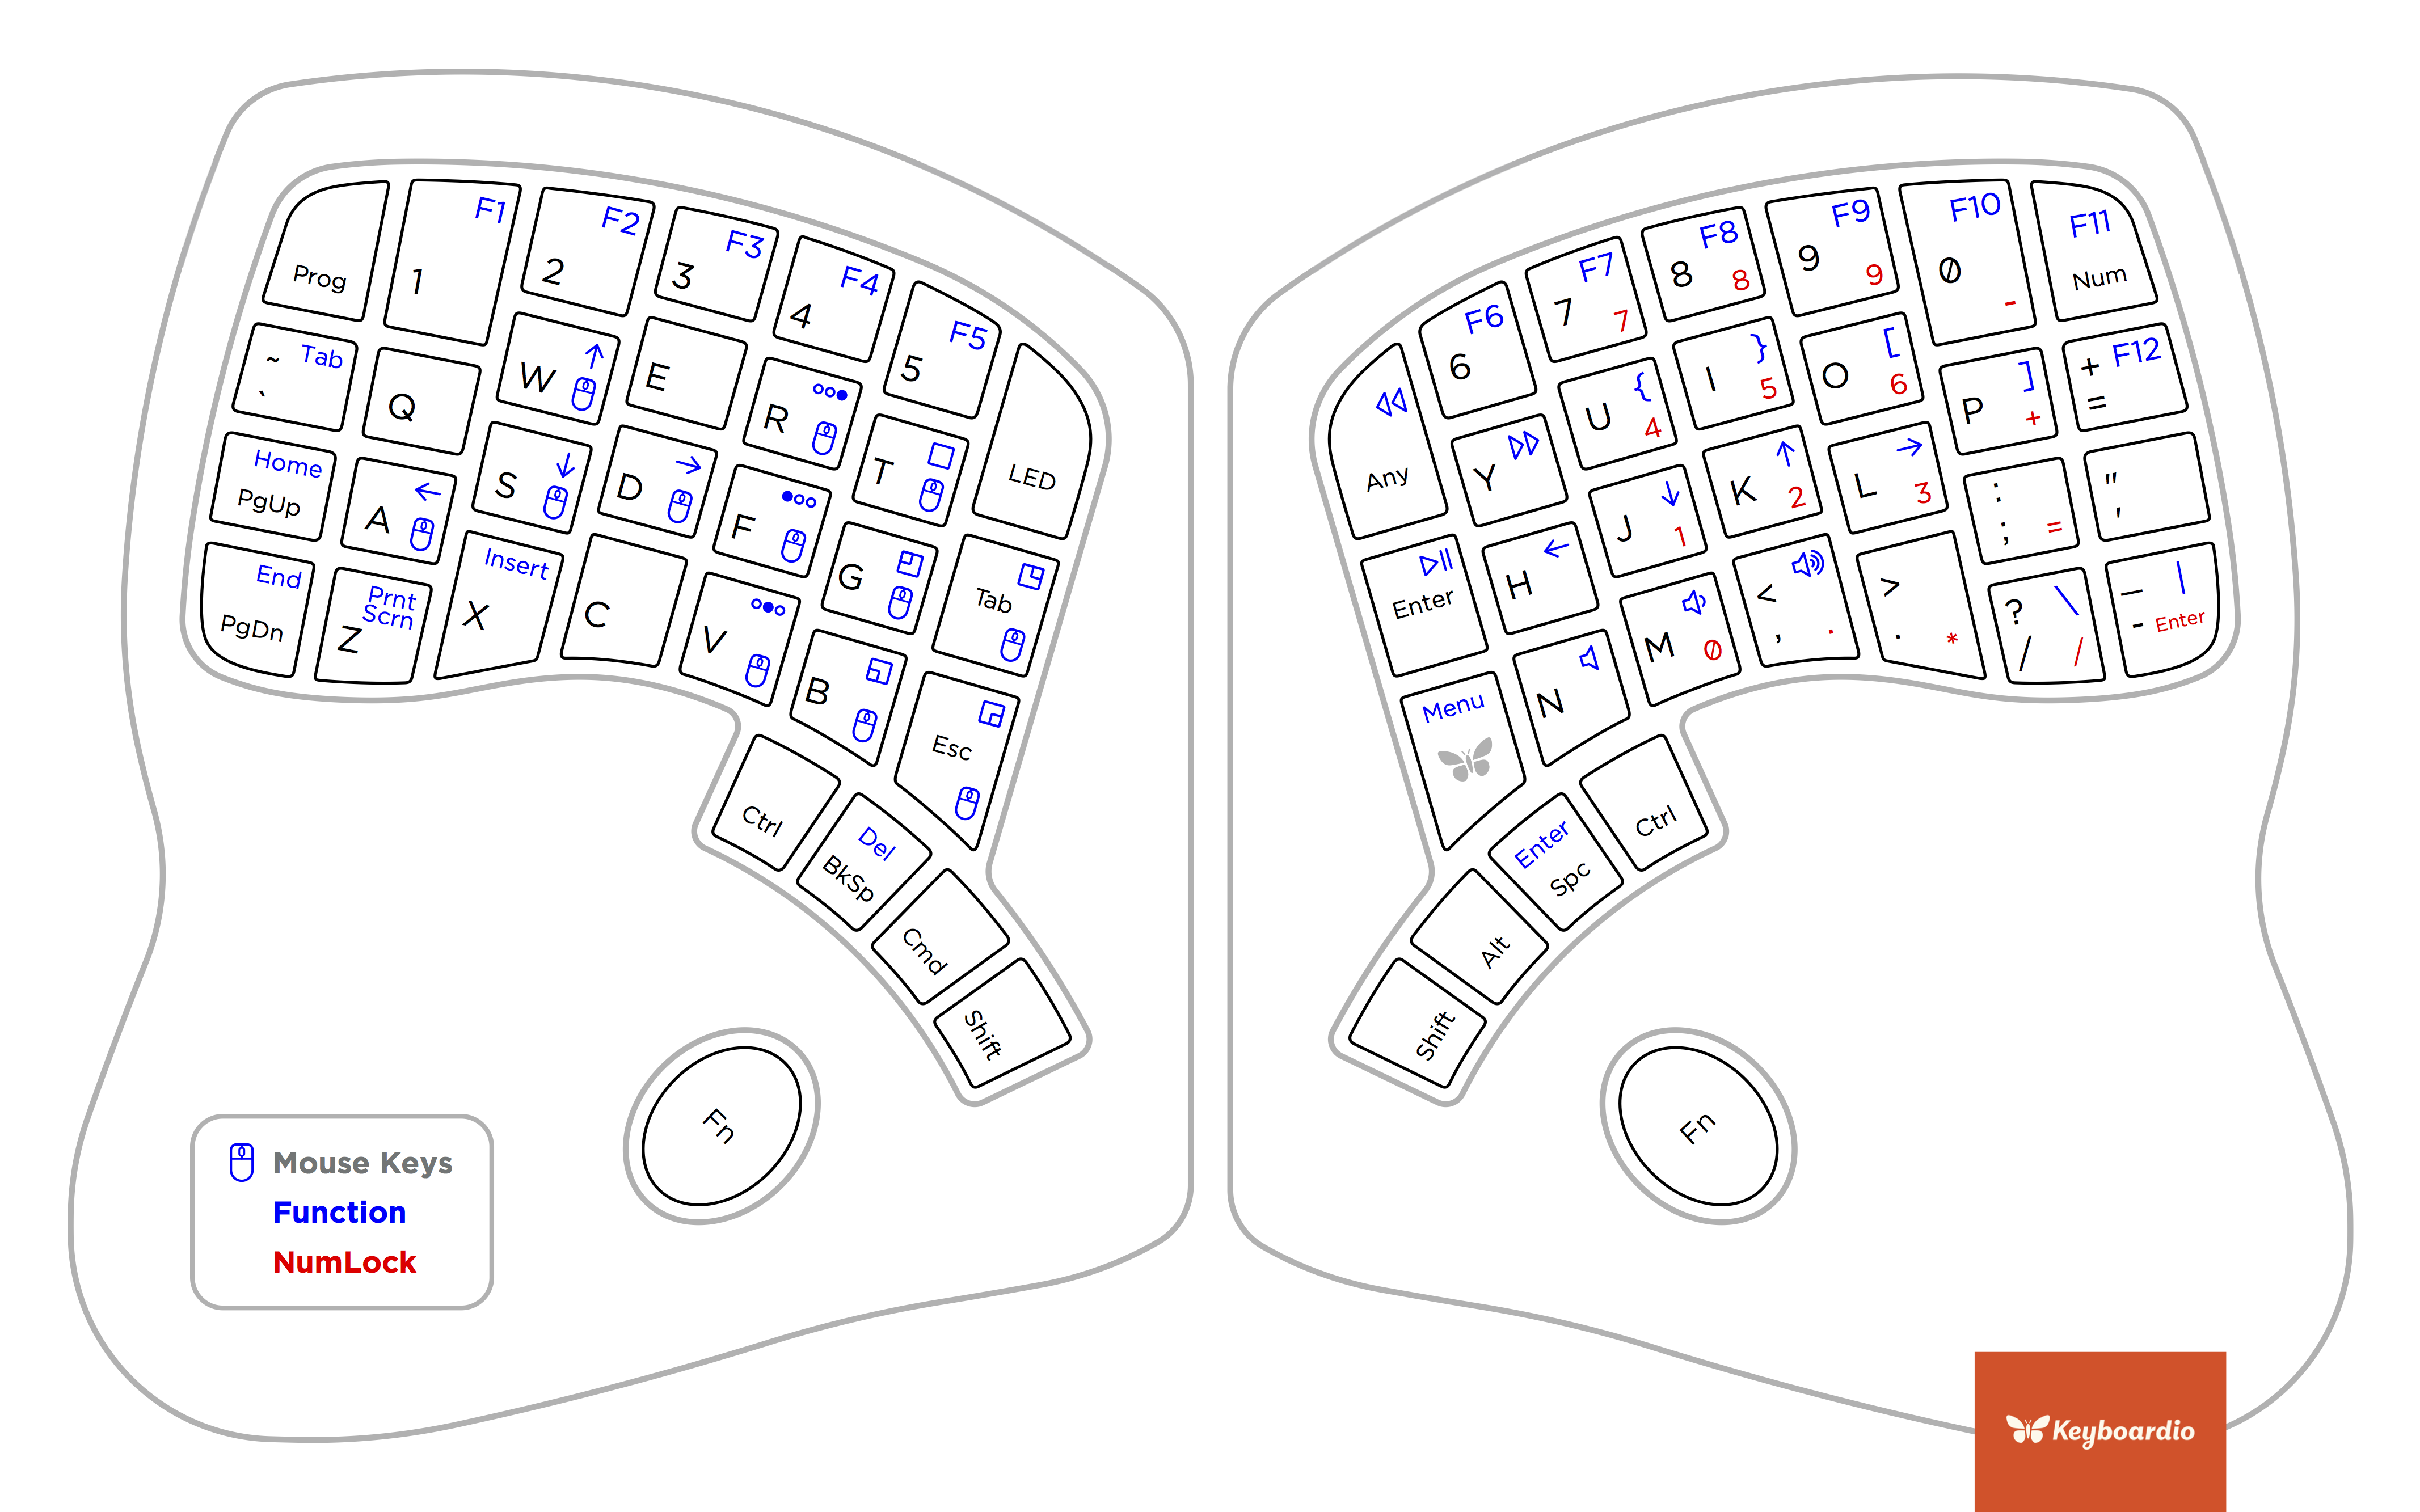 Prog
F1
1
F2
2
F3
3
F4
4
F5
5
LED
~ Tab
`
Q
W
E
R
T
Home
PgUp
A
S
D
F
G
Tab
End
PgDn
Prnt
Scrn
Z
Insert
X
C
V
B
Esc
Ctrl
Del
BkSp
Cmd
Shift
Fn
Any
F6
6
F7
7 7
F8
8 8
F9
9 9
F10
0
-
F11
Num
Y
{
U 4
}
I 5
[
O 6
]
P +
+ F12
=
Enter
H
J 1
K 2
L 3
:
; =
"
'
Menu
N
M 0
<
, .
>
. *
? \
/ /
_ |
- Enter
Ctrl
Enter
Spc
Alt
Shift
Fn
Mouse Keys
Function
NumLock
Keyboardio